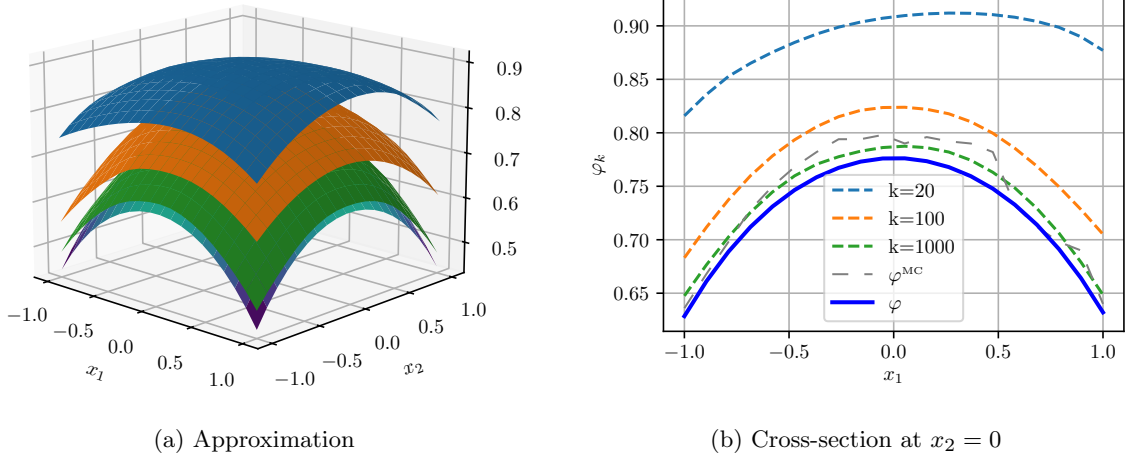 0.9
0.8
0.7
0.6
0.5
−1.0
−0.5
0.0
0.5
1.0
x₁
−1.0
−0.5
0.0
0.5
1.0
x₂
(a) Approximation
0.90
0.85
0.80
0.75
0.70
0.65
φₖ
k=20
k=100
k=1000
φᴹᶜ
φ
−1.0
−0.5
0.0
0.5
1.0
x₁
(b) Cross-section at x₂ = 0